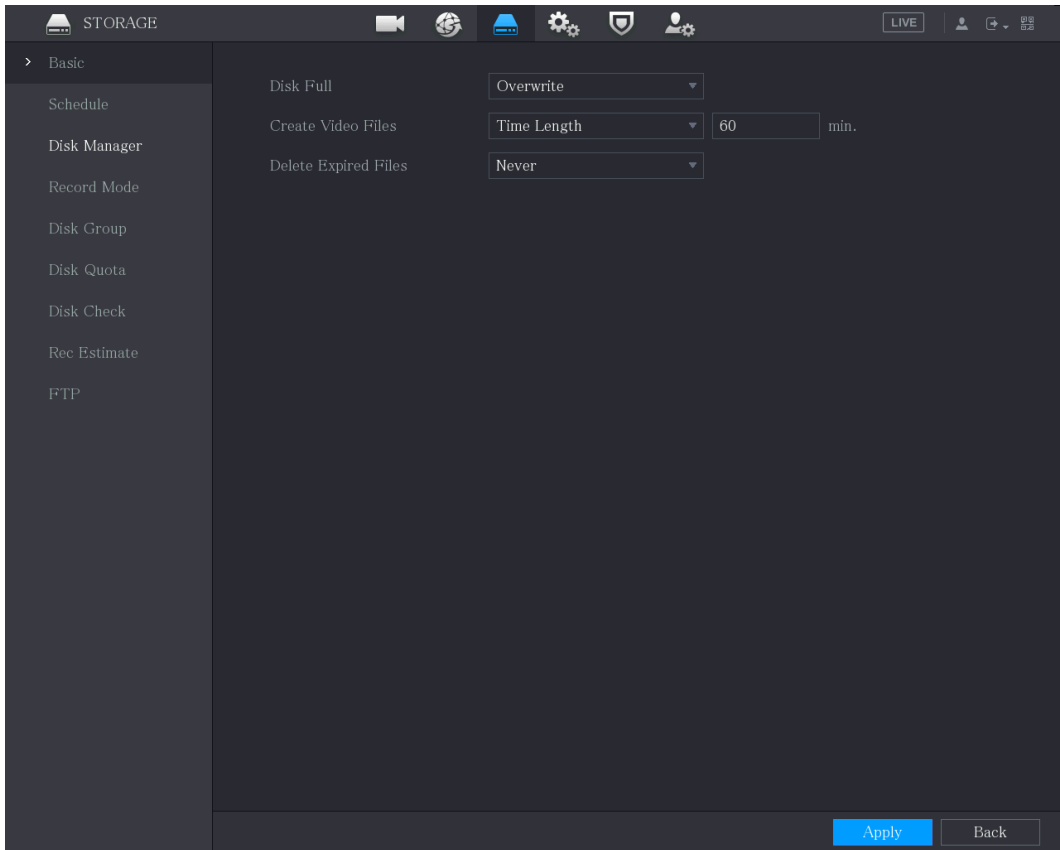 STORAGE
LIVE
Basic
Schedule
Disk Manager
Record Mode
Disk Group
Disk Quota
Disk Check
Rec Estimate
FTP
Disk Full Overwrite
Create Video Files Time Length 60 min.
Delete Expired Files Never
Apply Back